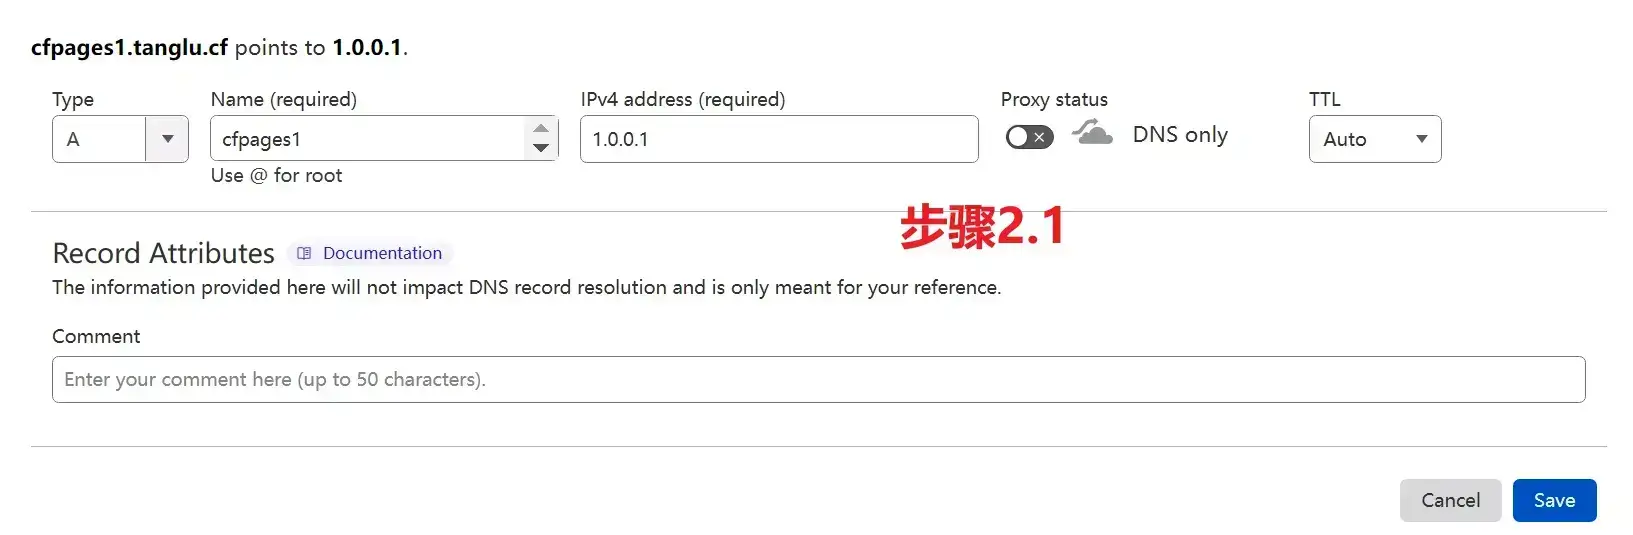 cfpages1.tanglu.cf points to 1.0.0.1.
Type Name (required) IPv4 address (required) Proxy status TTL
A cfpages1 1.0.0.1 DNS only Auto
Use @ for root
步骤2.1
Record Attributes Documentation
The information provided here will not impact DNS record resolution and is only meant for your reference.
Comment
Enter your comment here (up to 50 characters).
Cancel Save